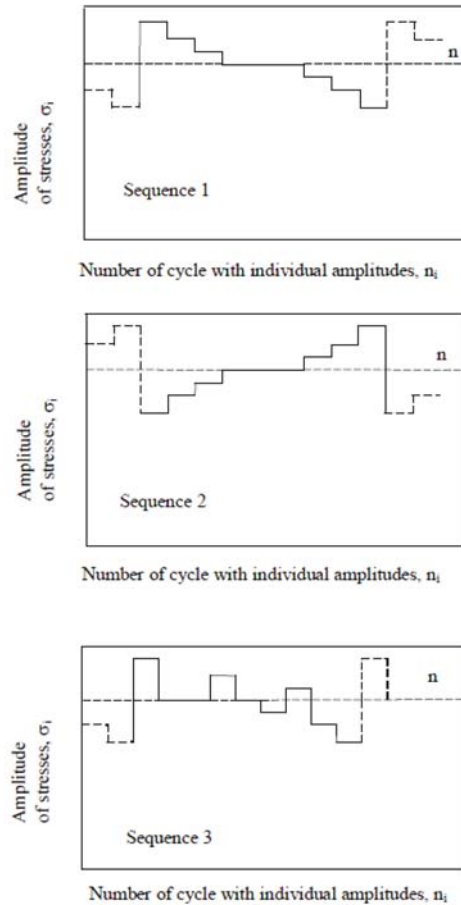 n
Amplitude
of stresses, σi
Sequence 1
Number of cycle with individual amplitudes, ni
n
Amplitude
of stresses, σi
Sequence 2
Number of cycle with individual amplitudes, ni
n
Amplitude
of stresses, σi
Sequence 3
Number of cycle with individual amplitudes, ni